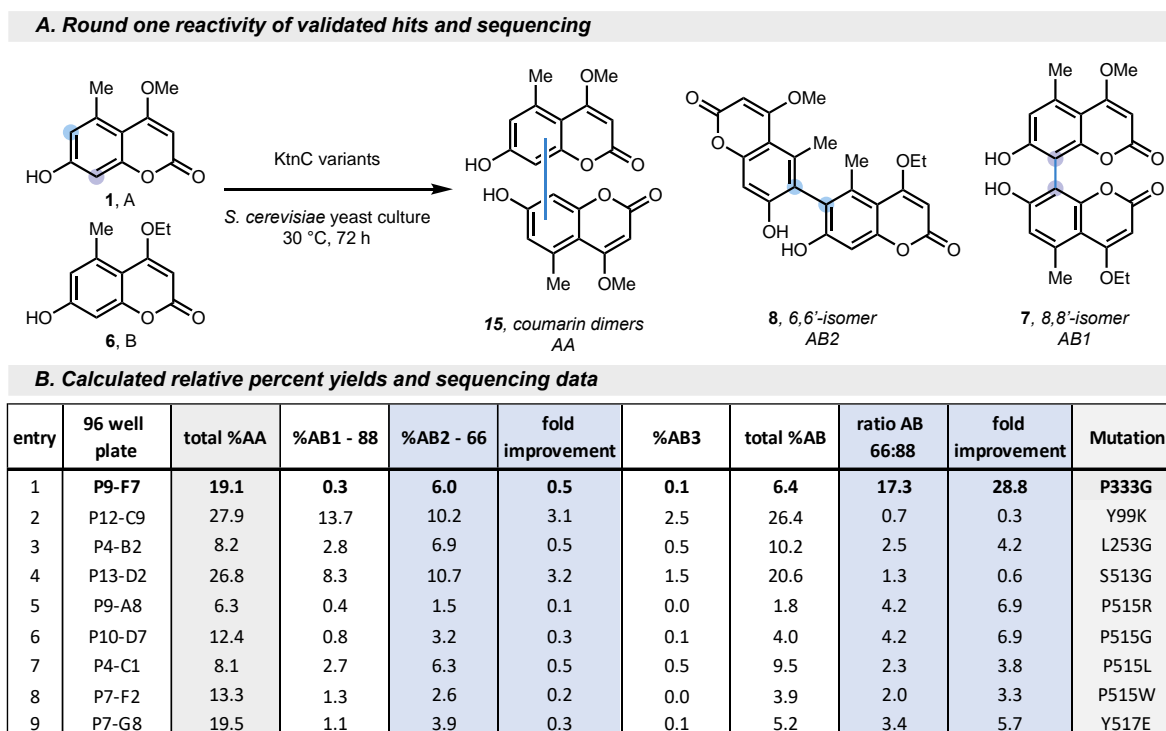 A. Round one reactivity of validated hits and sequencing
Me OMe
HO O O
1, A
Me OEt
HO O O
6, B
KtnC variants
S. cerevisiae yeast culture
30 °C, 72 h
Me OMe
HO O O
HO O O
Me OMe
15, coumarin dimers
AA
O OMe
O Me Me OEt
OH HO O O
8, 6,6’-isomer
AB2
Me OMe
HO O O
HO O O
Me OEt
7, 8,8’-isomer
AB1
B. Calculated relative percent yields and sequencing data
entry 96 well plate total %AA %AB1 - 88 %AB2 - 66 fold improvement %AB3 total %AB ratio AB 66:88 fold improvement Mutation
1 P9-F7 19.1 0.3 6.0 0.5 0.1 6.4 17.3 28.8 P333G
2 P12-C9 27.9 13.7 10.2 3.1 2.5 26.4 0.7 0.3 Y99K
3 P4-B2 8.2 2.8 6.9 0.5 0.5 10.2 2.5 4.2 L253G
4 P13-D2 26.8 8.3 10.7 3.2 1.5 20.6 1.3 0.6 S513G
5 P9-A8 6.3 0.4 1.5 0.1 0.0 1.8 4.2 6.9 P515R
6 P10-D7 12.4 0.8 3.2 0.3 0.1 4.0 4.2 6.9 P515G
7 P4-C1 8.1 2.7 6.3 0.5 0.5 9.5 2.3 3.8 P515L
8 P7-F2 13.3 1.3 2.6 0.2 0.0 3.9 2.0 3.3 P515W
9 P7-G8 19.5 1.1 3.9 0.3 0.1 5.2 3.4 5.7 Y517E